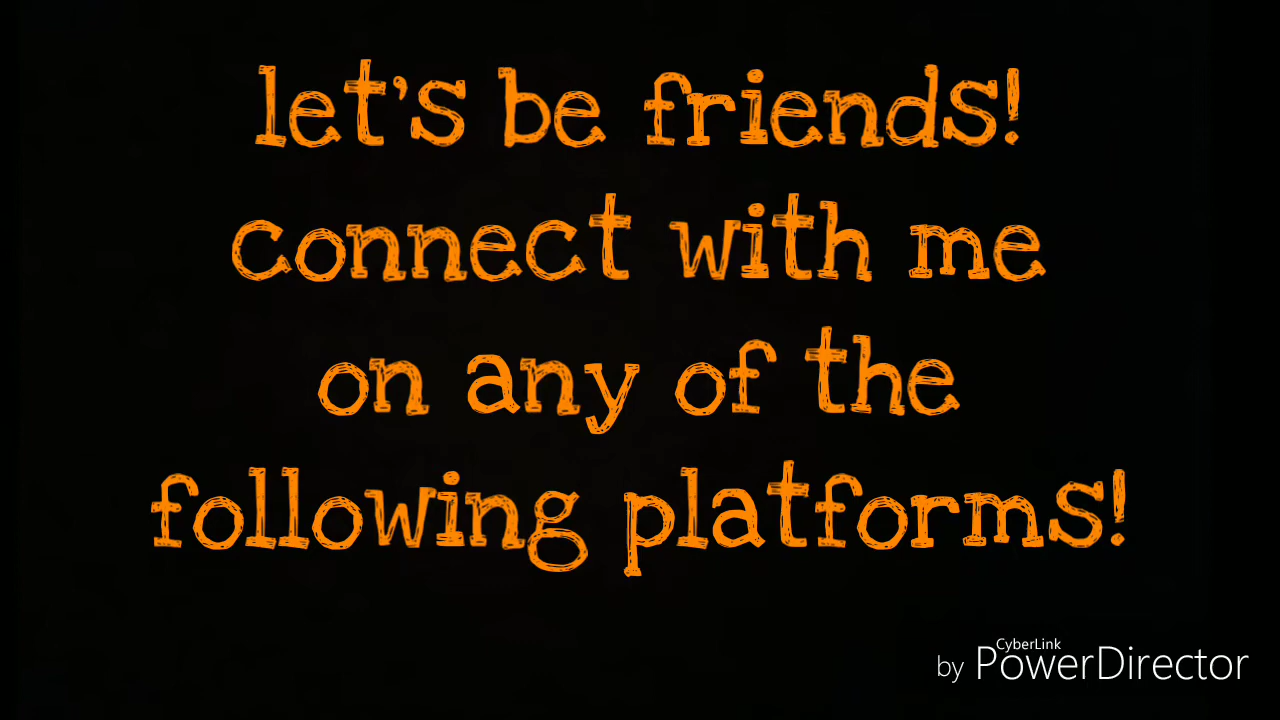 let's be friends!
connect with me
on any of the
following platforms!
CyberLink
by PowerDirector